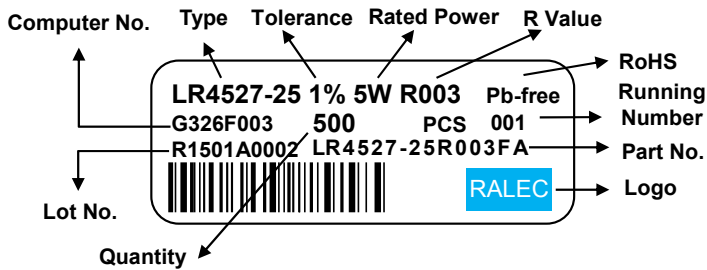 Computer No. Type Tolerance Rated Power R Value
RoHS
LR4527-25 1% 5W R003 Pb-free
Running
Number
G326F003 500 PCS 001
R1501A0002 LR4527-25R003FA
Part No.
RALEC
Logo
Lot No.
Quantity